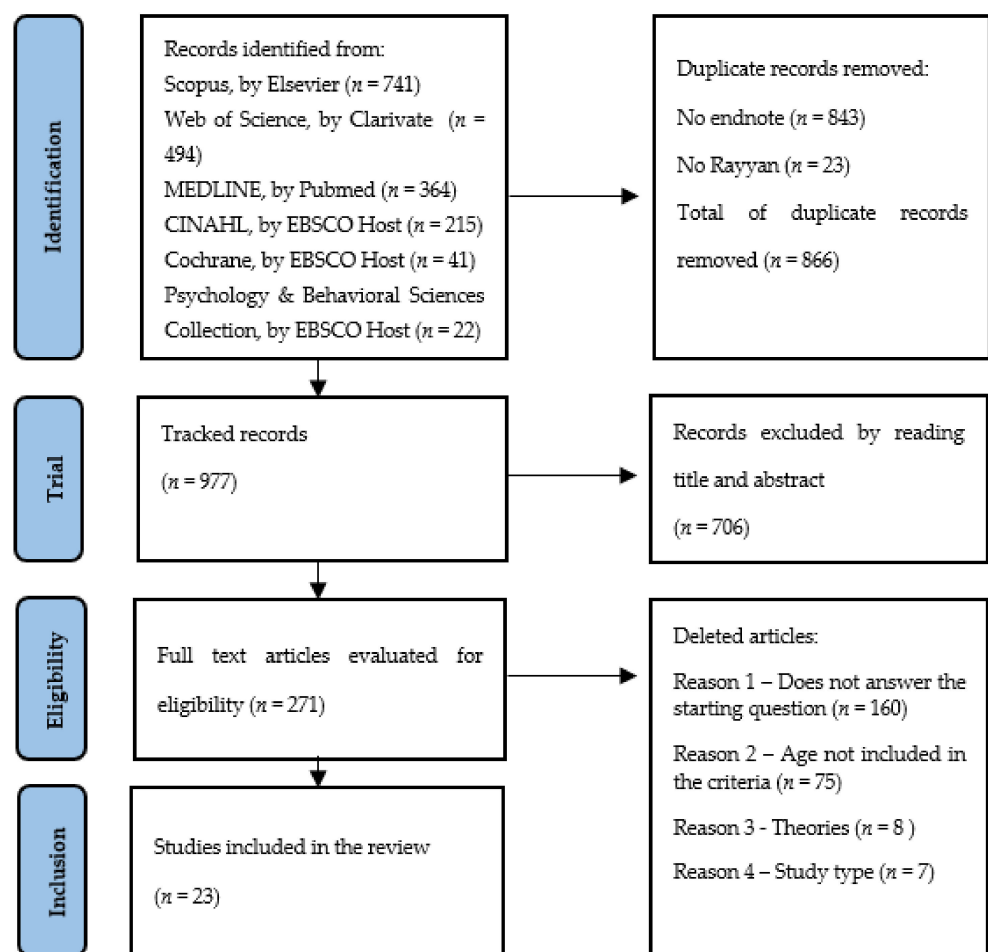 Identification
Records identified from:
Scopus, by Elsevier (n = 741)
Web of Science, by Clarivate (n =
494)
MEDLINE, by Pubmed (n = 364)
CINAHL, by EBSCO Host (n = 215)
Cochrane, by EBSCO Host (n = 41)
Psychology & Behavioral Sciences
Collection, by EBSCO Host (n = 22)
Duplicate records removed:
No endnote (n = 843)
No Rayyan (n = 23)
Total of duplicate records
removed (n = 866)
Trial
Tracked records
(n = 977)
Records excluded by reading
title and abstract
(n = 706)
Eligibility
Full text articles evaluated for
eligibility (n = 271)
Deleted articles:
Reason 1 – Does not answer the
starting question (n = 160)
Reason 2 – Age not included in
the criteria (n = 75)
Reason 3 - Theories (n = 8 )
Reason 4 – Study type (n = 7)
Inclusion
Studies included in the review
(n = 23)